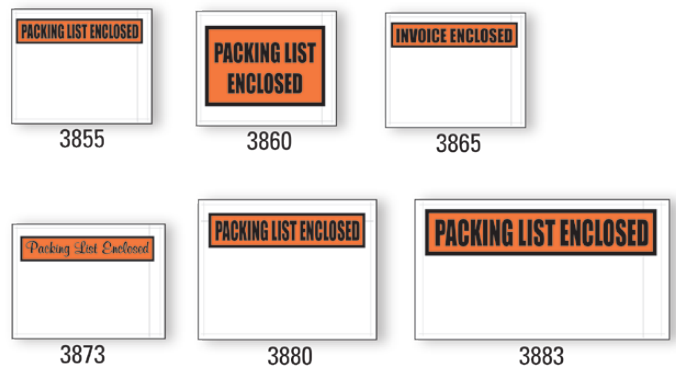 PACKING LIST ENCLOSED
3855
PACKING LIST
ENCLOSED
3860
INVOICE ENCLOSED
3865
Packing List Enclosed
3873
PACKING LIST ENCLOSED
3880
PACKING LIST ENCLOSED
3883